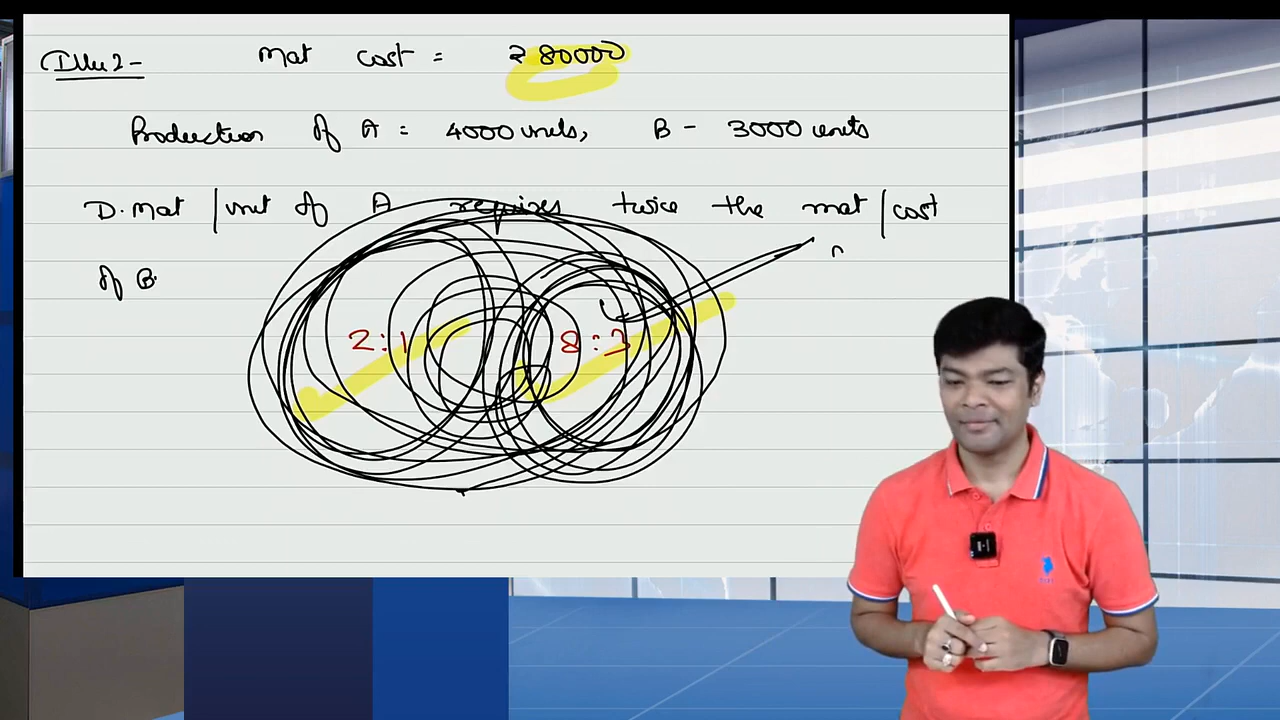 Illu 2 - Mat cost = ₹ 80000
Production of A = 4000 units, B - 3000 units
D. Mat / unit of A requires twice the mat / cost
of B.
2 : 1 8 : 3